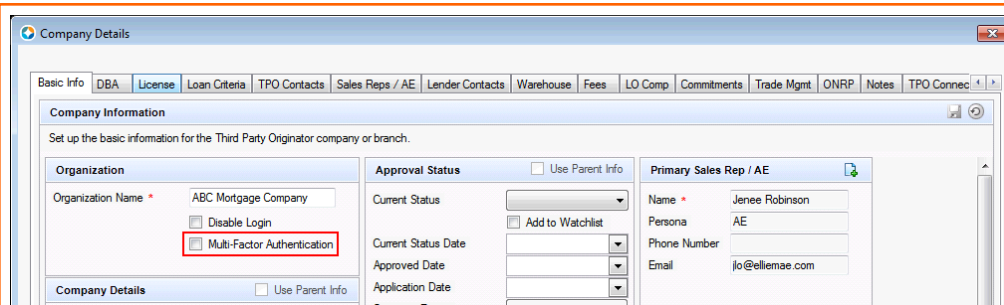 Company Details
Basic Info DBA License Loan Criteria TPO Contacts Sales Reps / AE Lender Contacts Warehouse Fees LO Comp Commitments Trade Mgmt ONRP Notes TPO Connec
Company Information
Set up the basic information for the Third Party Originator company or branch.
Organization
Organization Name * ABC Mortgage Company
Disable Login
Multi-Factor Authentication
Company Details Use Parent Info
Approval Status Use Parent Info
Current Status
Add to Watchlist
Current Status Date
Approved Date
Application Date
Primary Sales Rep / AE
Name * Jenee Robinson
Persona AE
Phone Number
Email jlo@elliemae.com